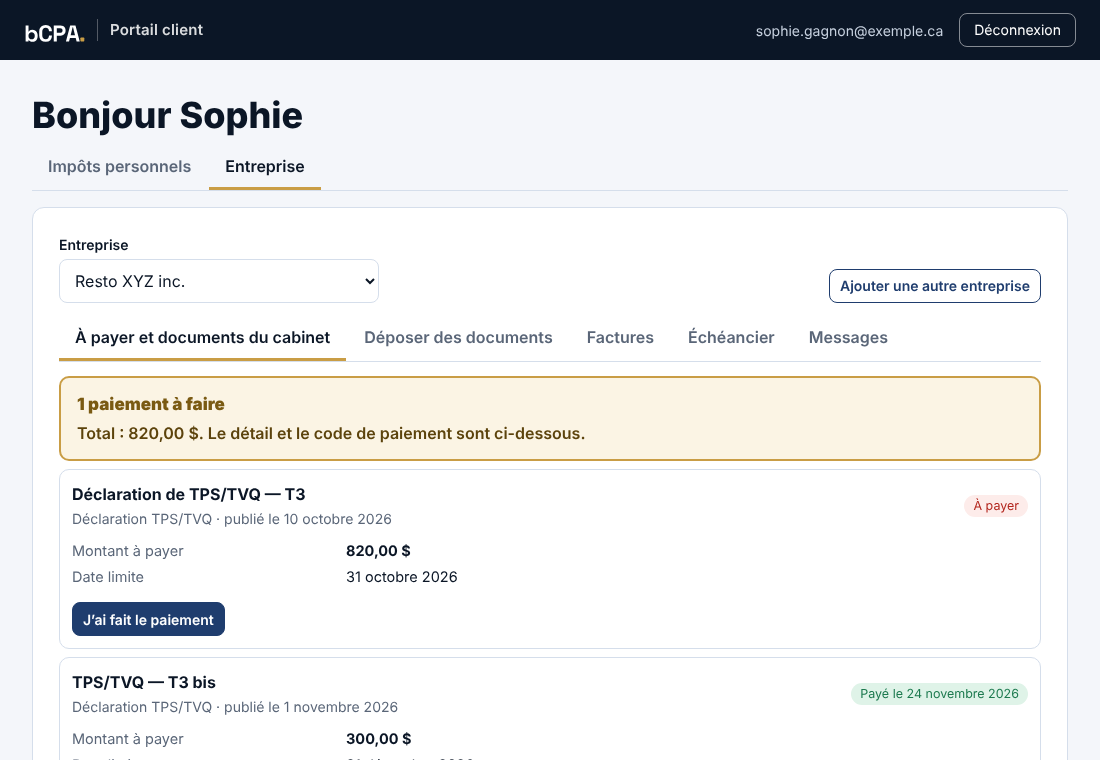 bCPA.
Portail client
sophie.gagnon@exemple.ca
Déconnexion
Bonjour Sophie
Impôts personnels
Entreprise
Entreprise
Resto XYZ inc.
Ajouter une autre entreprise
À payer et documents du cabinet
Déposer des documents
Factures
Échéancier
Messages
1 paiement à faire
Total : 820,00 $. Le détail et le code de paiement sont ci-dessous.
Déclaration de TPS/TVQ — T3
Déclaration TPS/TVQ · publié le 10 octobre 2026
À payer
Montant à payer 820,00 $
Date limite 31 octobre 2026
J’ai fait le paiement
TPS/TVQ — T3 bis
Déclaration TPS/TVQ · publié le 1 novembre 2026
Payé le 24 novembre 2026
Montant à payer 300,00 $